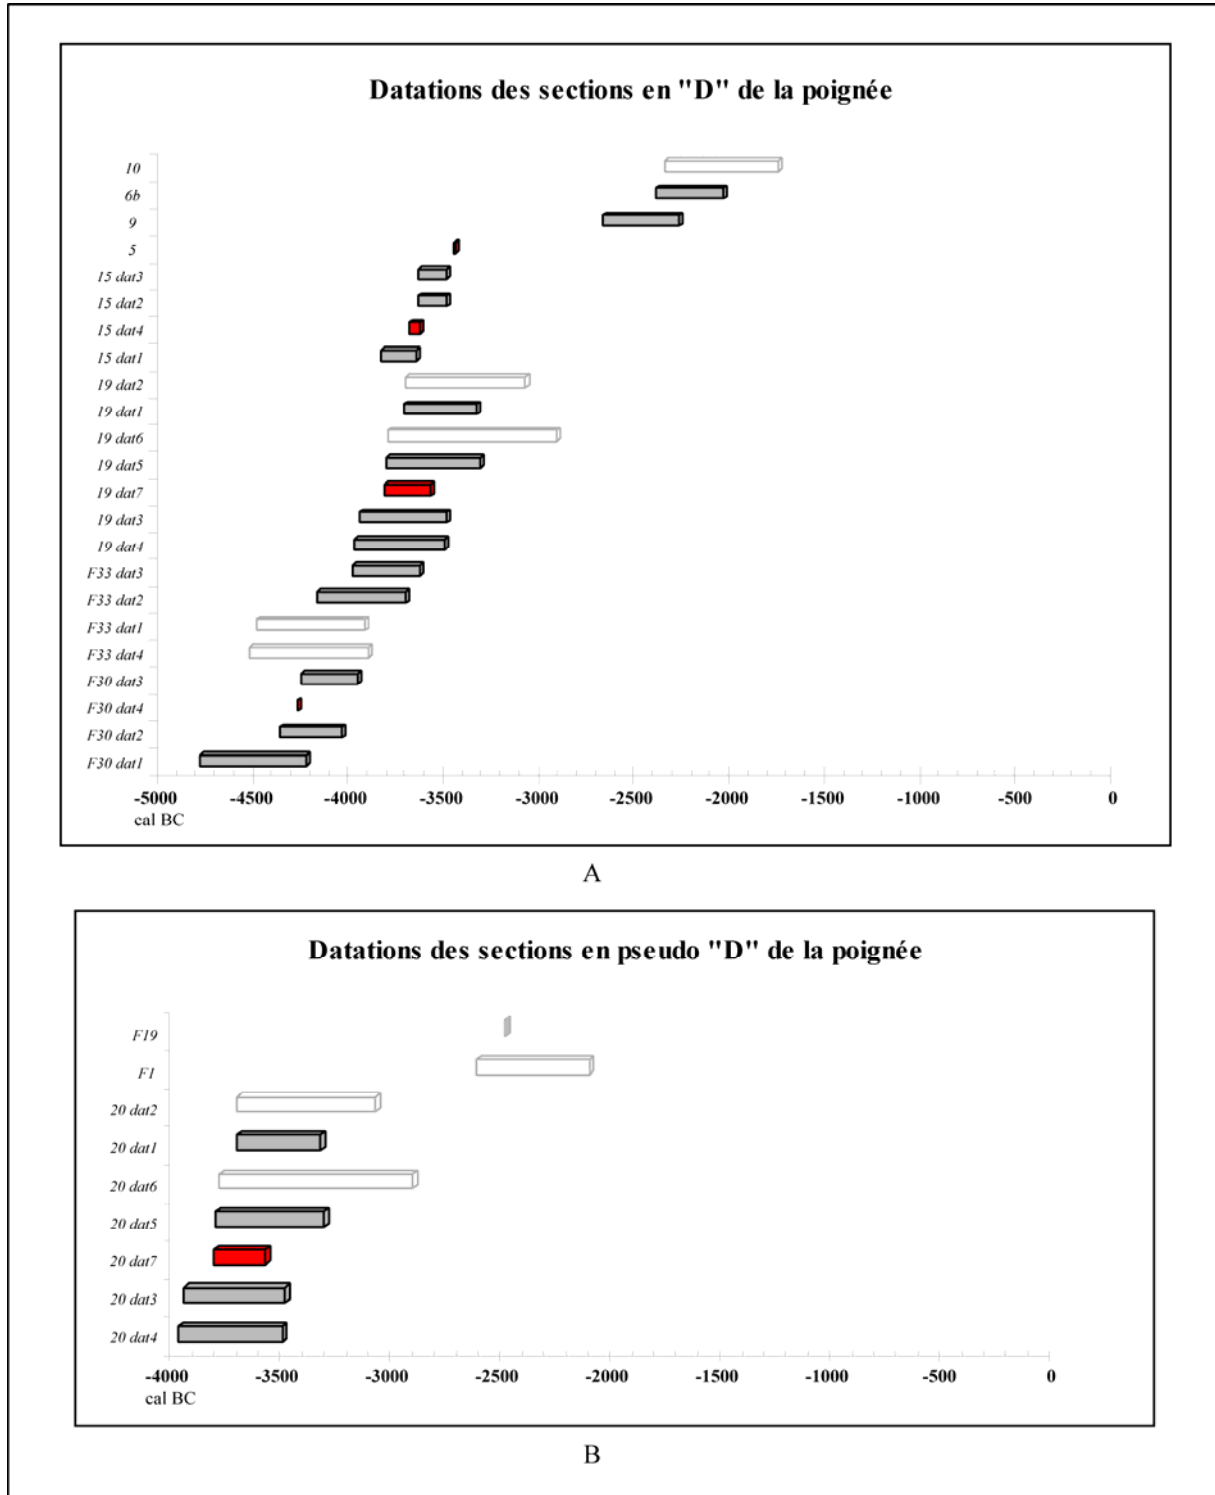 Datations des sections en "D" de la poignée
10
6b
9
5
15 dat3
15 dat2
15 dat4
15 dat1
19 dat2
19 dat1
19 dat6
19 dat5
19 dat7
19 dat3
19 dat4
F33 dat3
F33 dat2
F33 dat1
F33 dat4
F30 dat3
F30 dat4
F30 dat2
F30 dat1
-5000 -4500 -4000 -3500 -3000 -2500 -2000 -1500 -1000 -500 0
cal BC
A
Datations des sections en pseudo "D" de la poignée
F19
F1
20 dat2
20 dat1
20 dat6
20 dat5
20 dat7
20 dat3
20 dat4
-4000 -3500 -3000 -2500 -2000 -1500 -1000 -500 0
cal BC
B